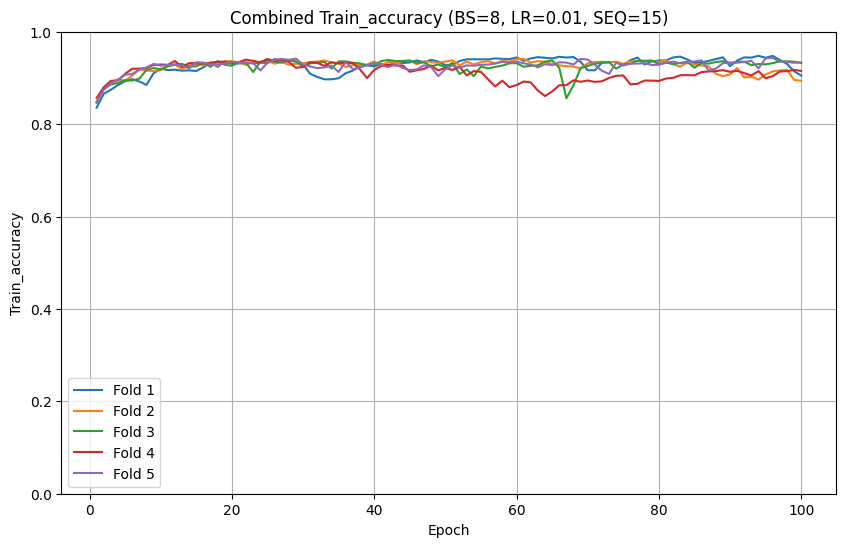 Combined Train_accuracy (BS=8, LR=0.01, SEQ=15)
Train_accuracy
1.0
0.8
0.6
0.4
0.2
0.0
Fold 1
Fold 2
Fold 3
Fold 4
Fold 5
0
20
40
60
80
100
Epoch